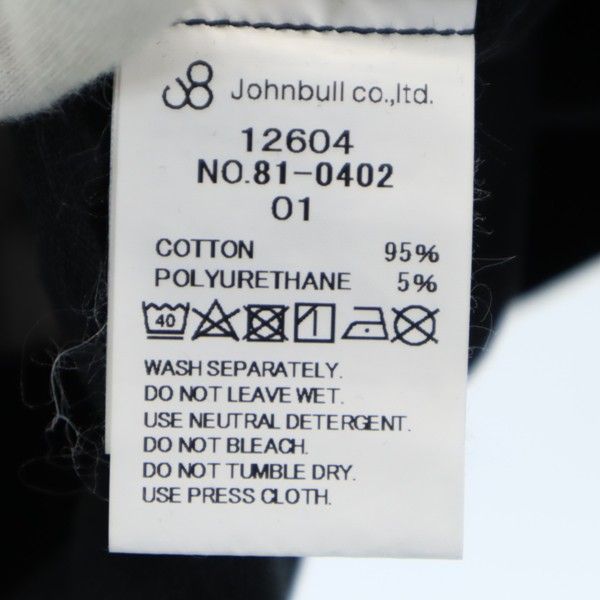 Johnbull co.,ltd.
12604
NO.81-0402
01
COTTON 95%
POLYURETHANE 5%
40
WASH SEPARATELY.
DO NOT LEAVE WET.
USE NEUTRAL DETERGENT.
DO NOT BLEACH.
DO NOT TUMBLE DRY.
USE PRESS CLOTH.